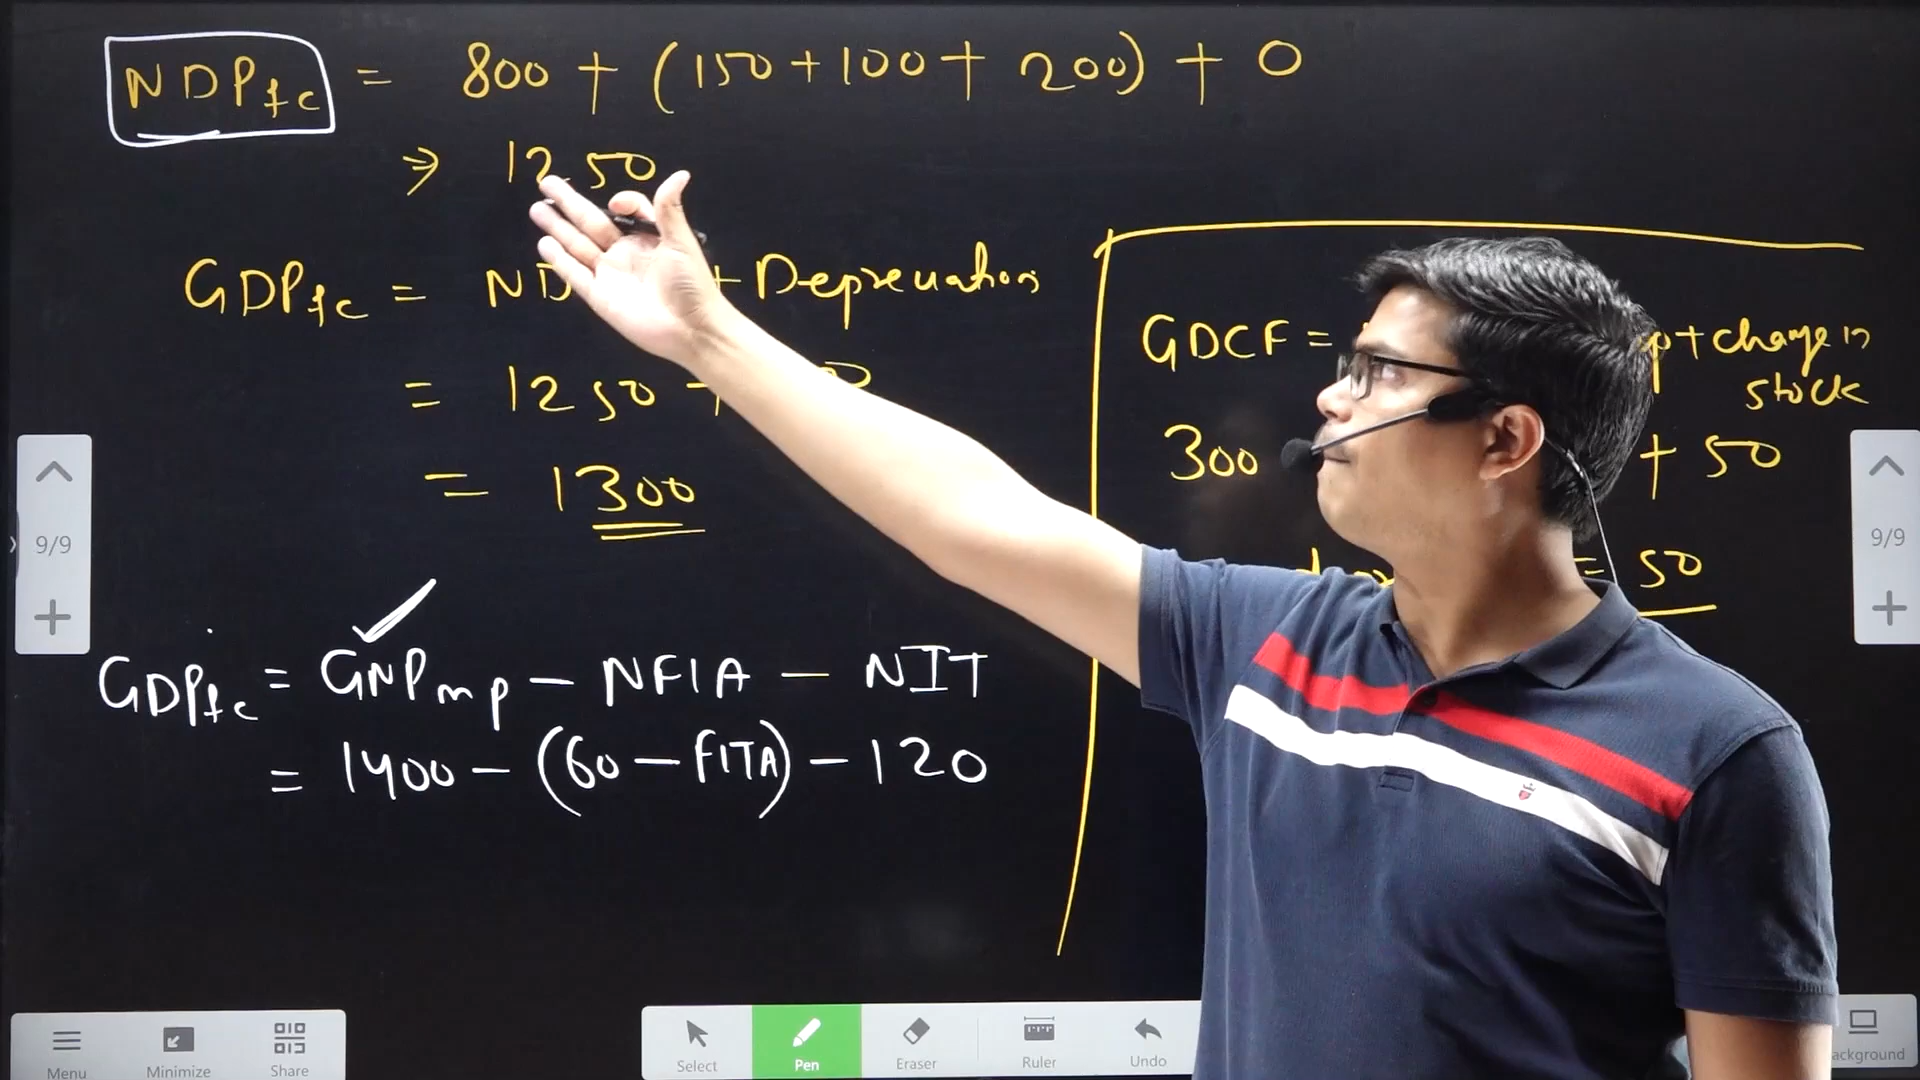 NDPfc = 800 + (150+100+ 200) + 0
⇒ 1250
GDPfc = ND + Depreciation
= 1250 +
= 1300
GDPfc = GNPmp − NFIA − NIT
= 1400 − (60 − FITA) − 120
GDCF = + change in
stock
300 + 50
= 50
9/9
9/9
Menu
Minimize
Share
Select
Pen
Eraser
Ruler
Undo
ackground